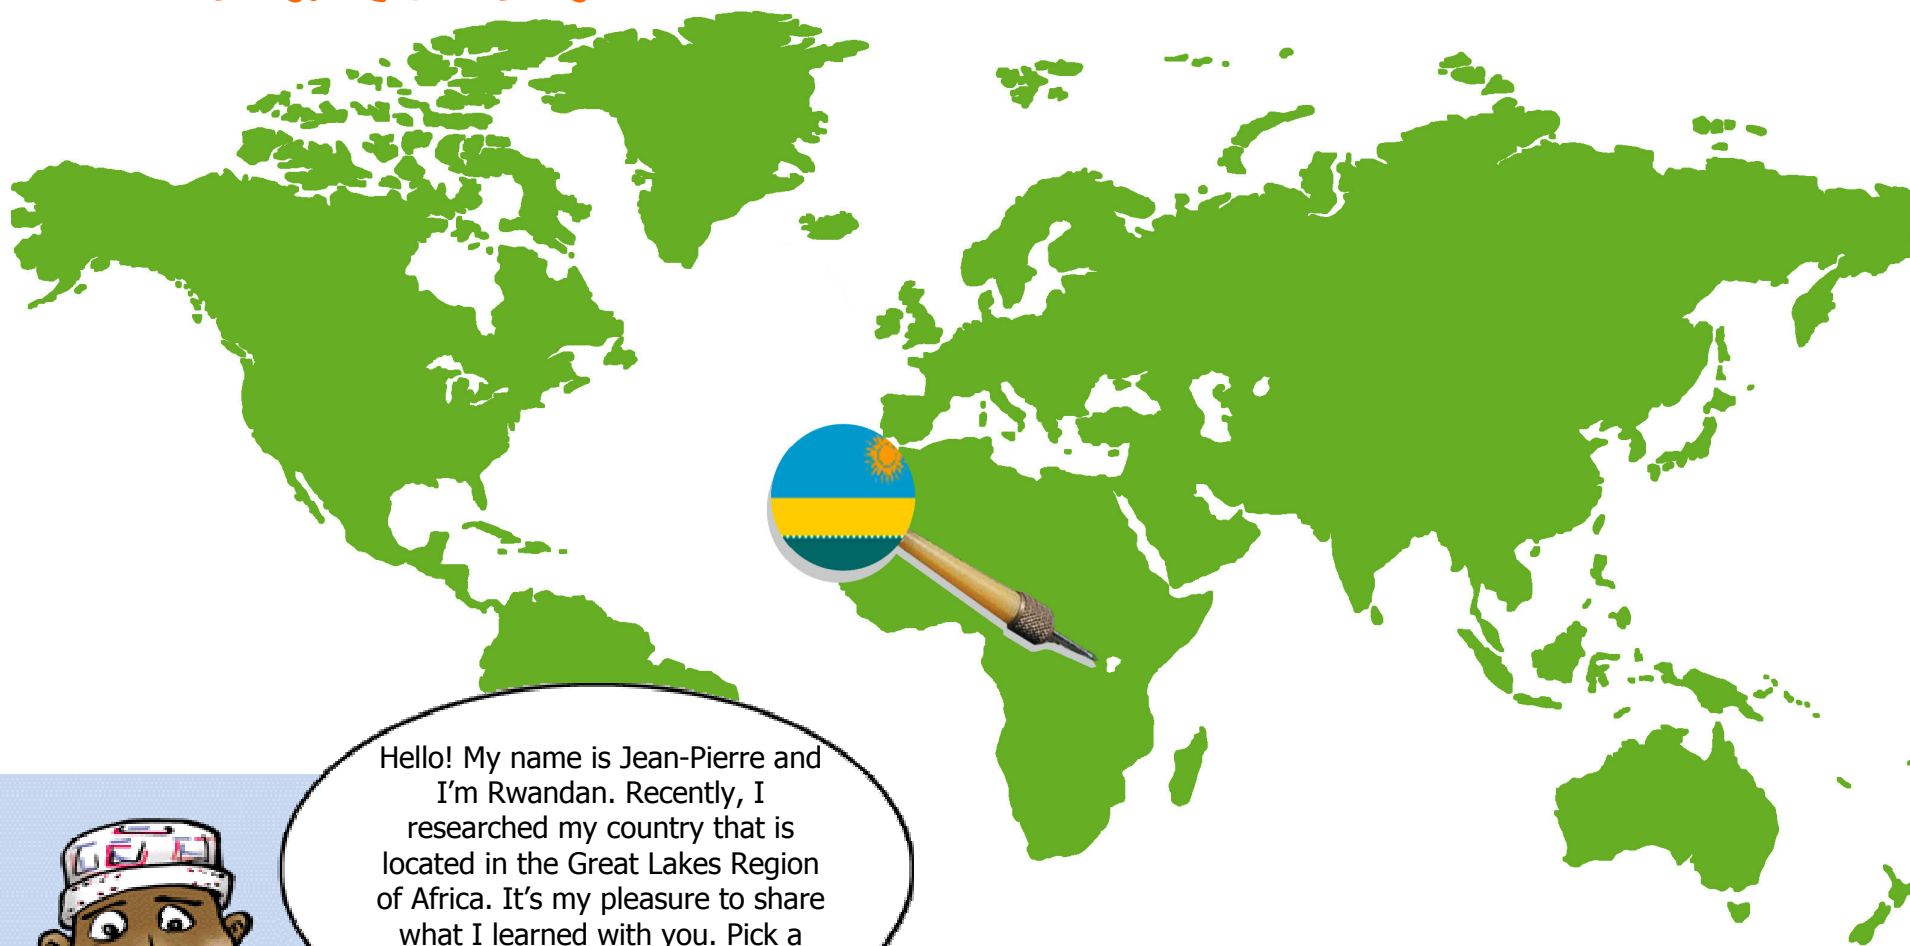 Hello! My name is Jean-Pierre and
I'm Rwandan. Recently, I
researched my country that is
located in the Great Lakes Region
of Africa. It's my pleasure to share
what I learned with you. Pick a